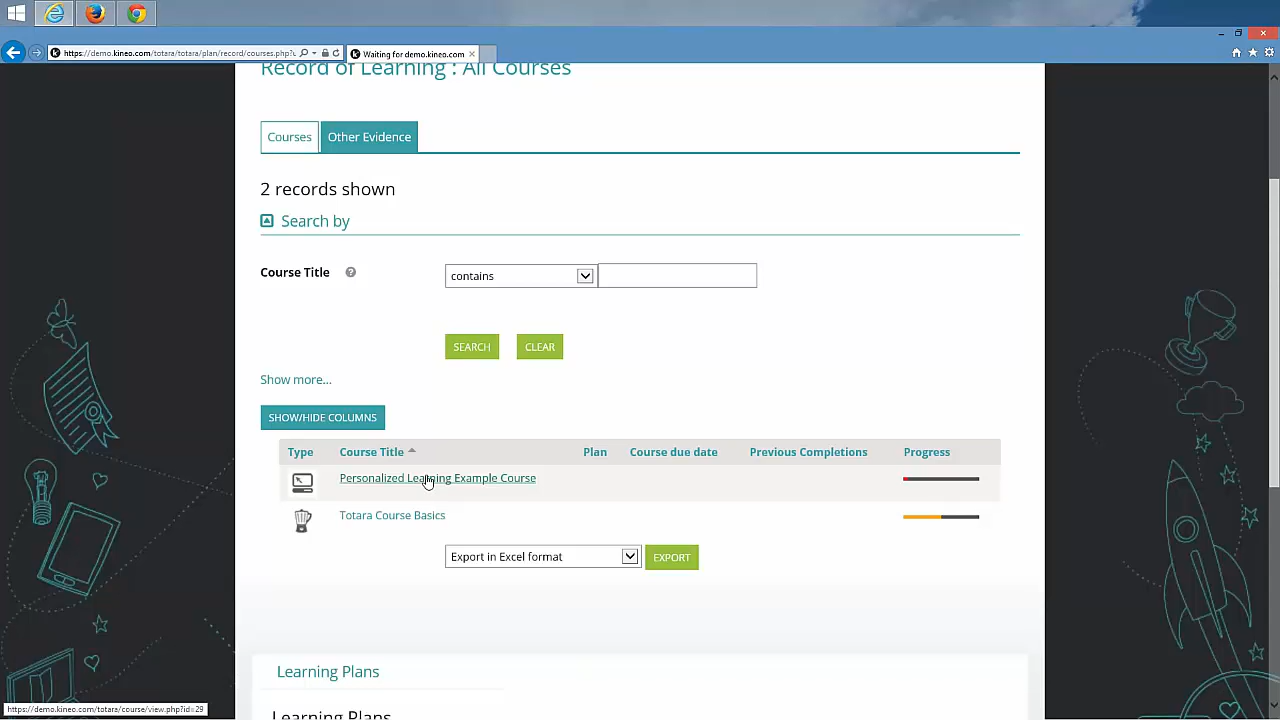 https://demo.kineo.com/totara/totara/plan/record/courses.php?u
Waiting for demo.kineo.com
Record of Learning : All Courses
Courses
Other Evidence
2 records shown
Search by
Course Title
contains
SEARCH
CLEAR
Show more...
SHOW/HIDE COLUMNS
Type Course Title Plan Course due date Previous Completions Progress
Personalized Learning Example Course
Totara Course Basics
Export in Excel format
EXPORT
Learning Plans
Learning Plans
https://demo.kineo.com/totara/course/view.php?id=29